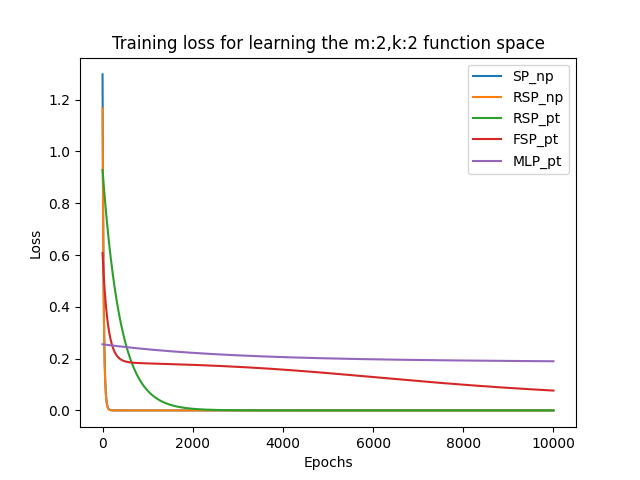 Training loss for learning the m:2,k:2 function space
SP_np
RSP_np
RSP_pt
FSP_pt
MLP_pt
Loss
1.2
1.0
0.8
0.6
0.4
0.2
0.0
0
2000
4000
6000
8000
10000
Epochs